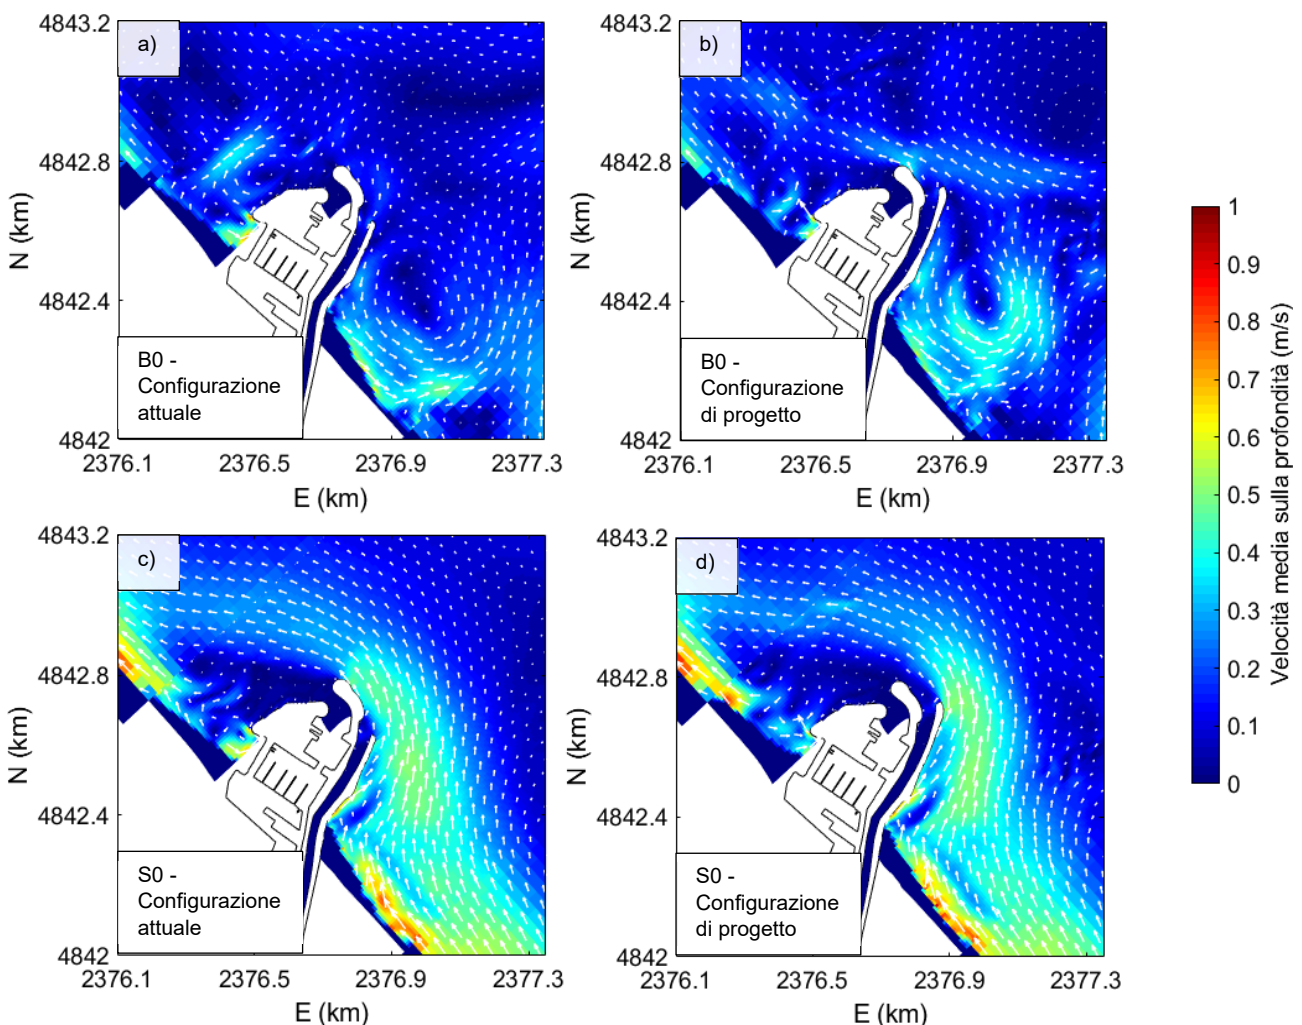 4843.2
4842.8
4842.4
4842
N (km)
a)
B0 -
Configurazione
attuale
2376.1
2376.5
2376.9
2377.3
E (km)
4843.2
4842.8
4842.4
4842
N (km)
b)
B0 -
Configurazione
di progetto
2376.1
2376.5
2376.9
2377.3
E (km)
4843.2
4842.8
4842.4
4842
N (km)
c)
S0 -
Configurazione
attuale
2376.1
2376.5
2376.9
2377.3
E (km)
4843.2
4842.8
4842.4
4842
N (km)
d)
S0 -
Configurazione
di progetto
2376.1
2376.5
2376.9
2377.3
E (km)
1
0.9
0.8
0.7
0.6
0.5
0.4
0.3
0.2
0.1
0
Velocità media sulla profondità (m/s)